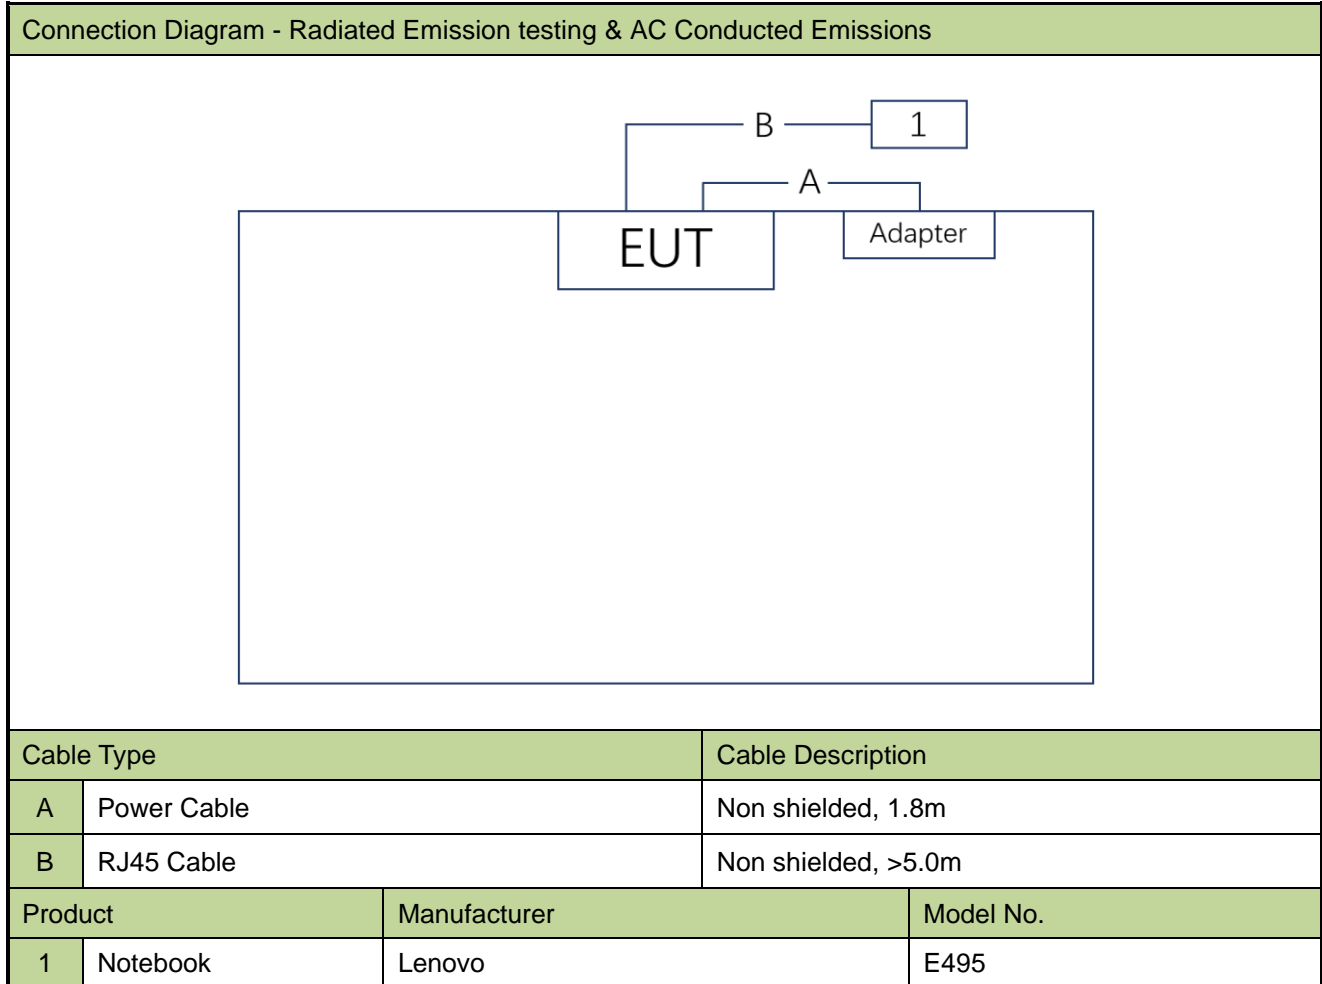 Connection Diagram - Radiated Emission testing & AC Conducted Emissions
B 1
A
EUT Adapter
Cable Type Cable Description
A Power Cable Non shielded, 1.8m
B RJ45 Cable Non shielded, >5.0m
Product Manufacturer Model No.
1 Notebook Lenovo E495